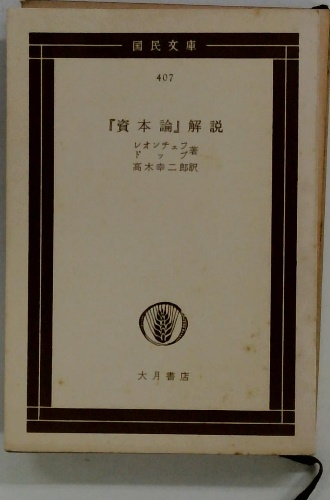 国民文庫
407
『資本論』解説
レオンチェフ
ドッブ著
高木幸二郎訳
大月書店